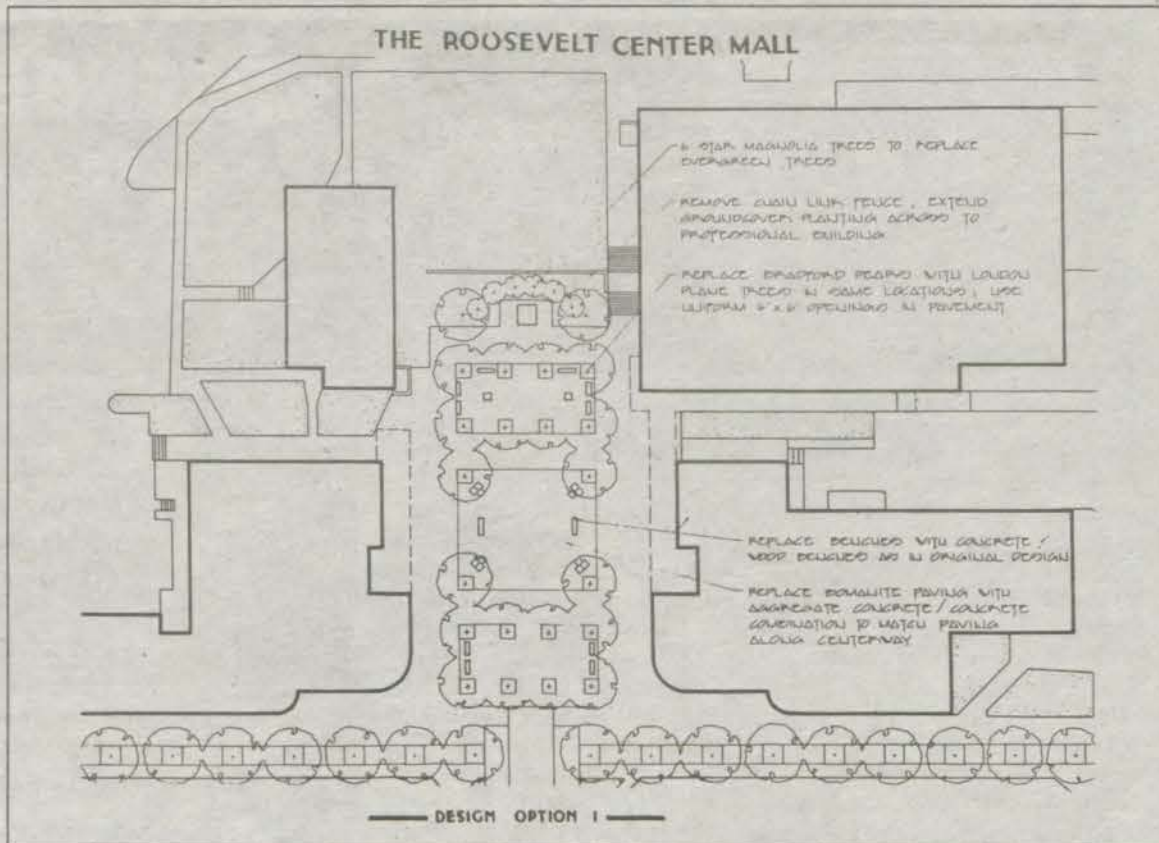 THE ROOSEVELT CENTER MALL
6 STAR MAGNOLIA TREES TO REPLACE
EVERGREEN TREES
REMOVE CHAIN LINK FENCE, EXTEND
GROUNDCOVER PLANTING ACROSS TO
PROFESSIONAL BUILDING
REPLACE BRADFORD PEARS WITH LONDON
PLANE TREES IN SAME LOCATIONS; USE
UNIFORM 6'x6' OPENINGS IN PAVEMENT
REPLACE BENCHES WITH CONCRETE /
WOOD BENCHES AS IN ORIGINAL DESIGN
REPLACE BOMANITE PAVING WITH
AGGREGATE CONCRETE / CONCRETE
COMBINATION TO MATCH PAVING
ALONG CENTERWAY
DESIGN OPTION 1